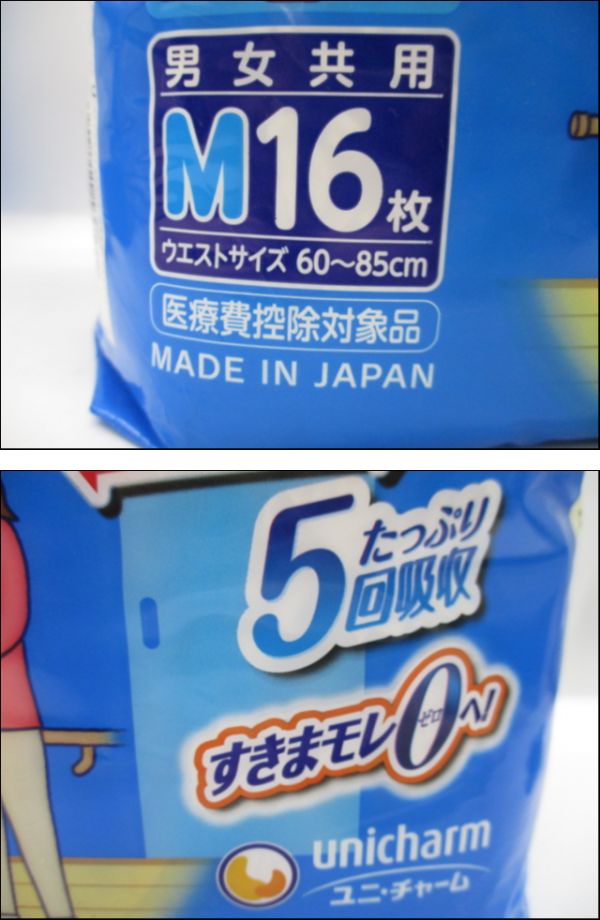 男女共用
M16枚
ウエストサイズ 60～85cm
医療費控除対象品
MADE IN JAPAN
5たっぷり
回吸収
すきまモレ0へ!
ゼロ
unicharm
ユニ・チャーム